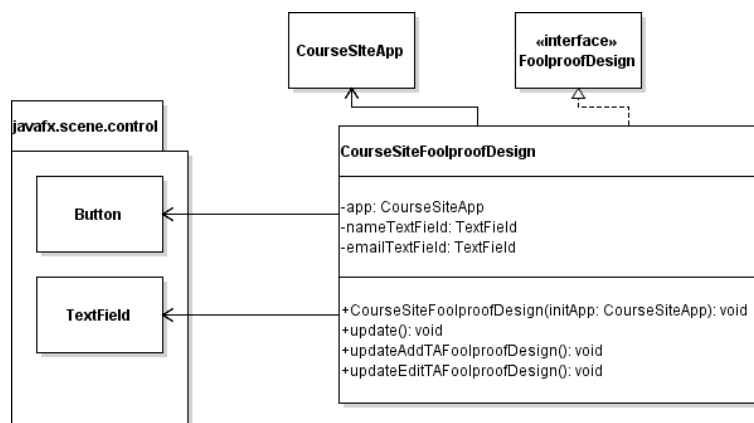 CourseSIteApp
«interface»
FoolproofDesign
javafx.scene.control
Button
TextField
CourseSiteFoolproofDesign
-app: CourseSiteApp
-nameTextField: TextField
-emailTextField: TextField
+CourseSiteFoolproofDesign(initApp: CourseSiteApp): void
+update(): void
+updateAddTAFoolproofDesign(): void
+updateEditTAFoolproofDesign(): void